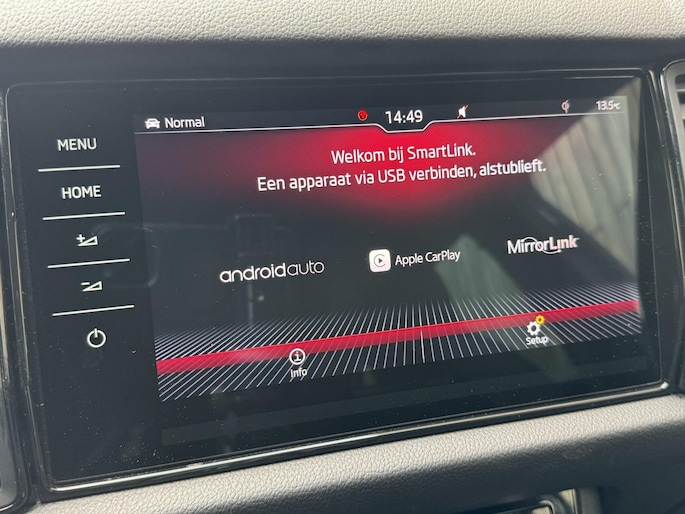 Normal
14:49
13.5°C
MENU
HOME
Welkom bij SmartLink.
Een apparaat via USB verbinden, alstublieft.
androidauto
Apple CarPlay
MirrorLink
Info
Setup